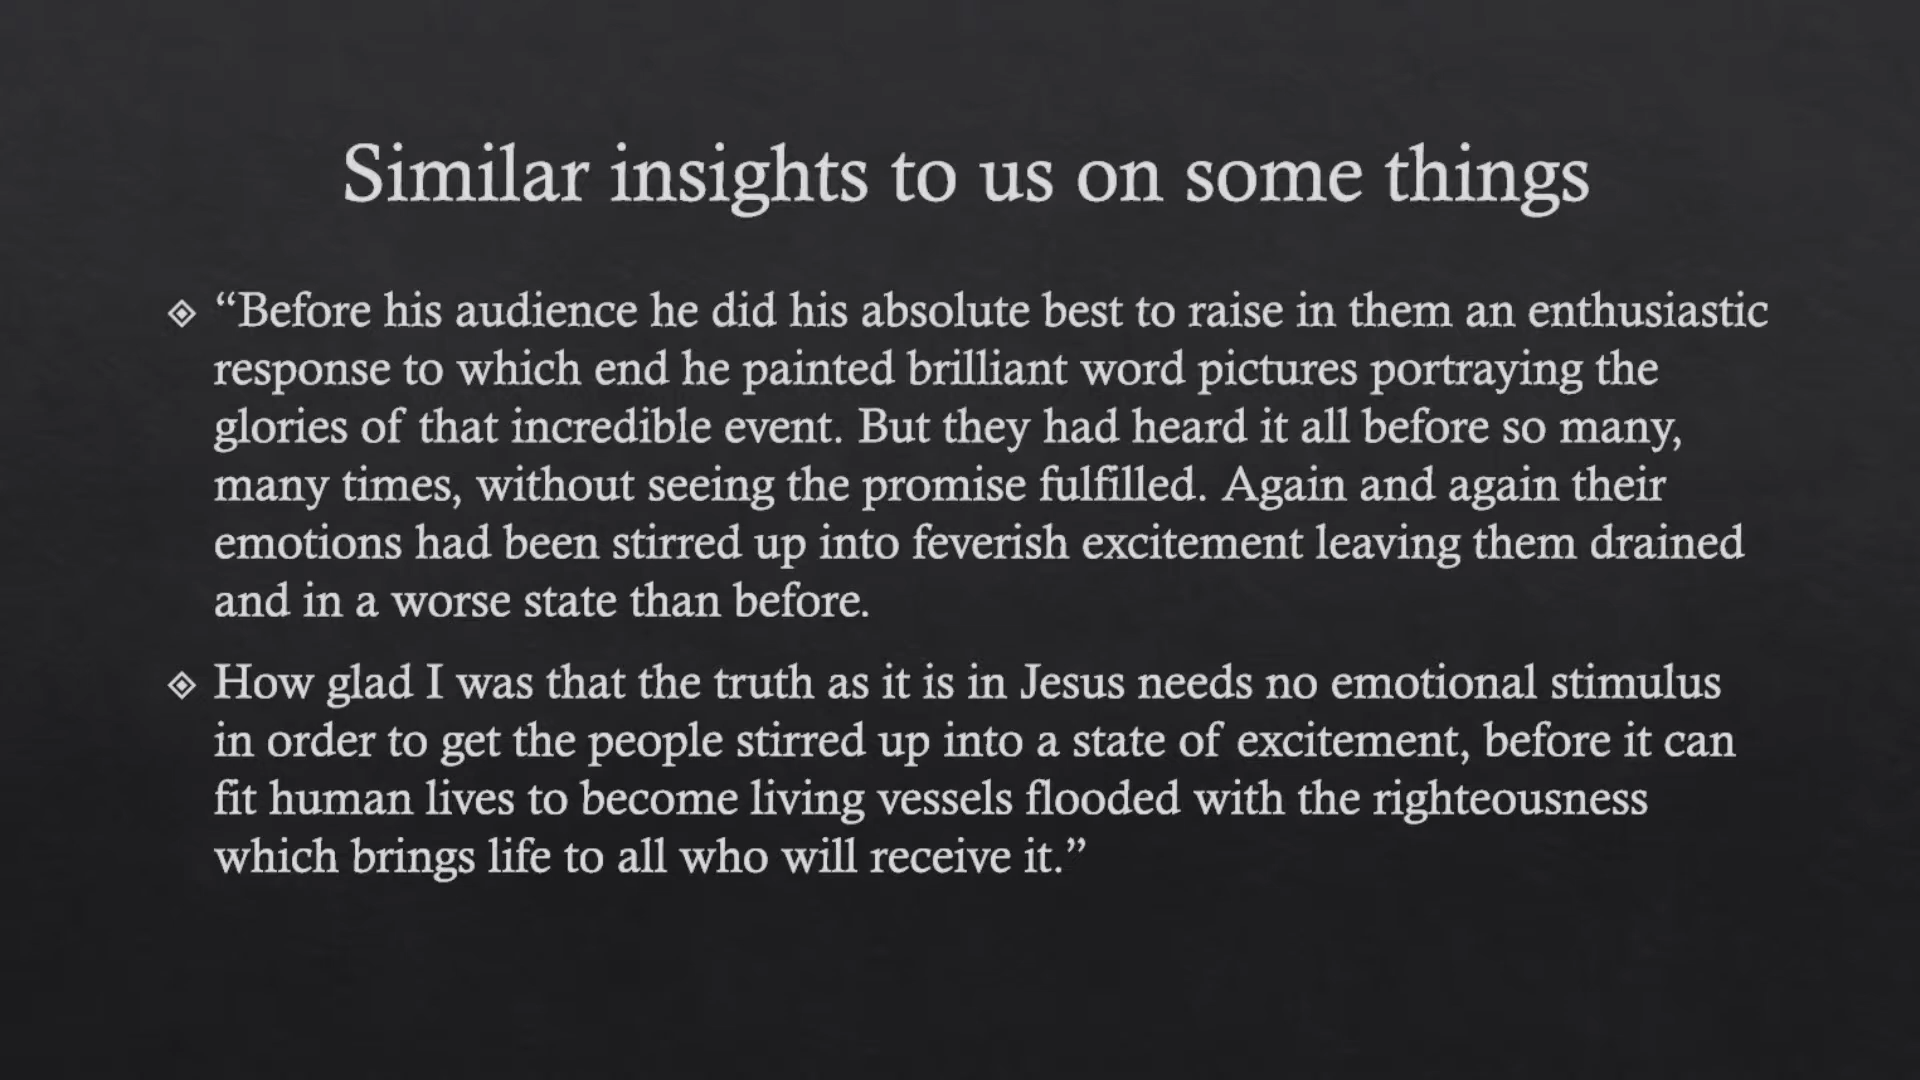 Similar insights to us on some things
“Before his audience he did his absolute best to raise in them an enthusiastic
response to which end he painted brilliant word pictures portraying the
glories of that incredible event. But they had heard it all before so many,
many times, without seeing the promise fulfilled. Again and again their
emotions had been stirred up into feverish excitement leaving them drained
and in a worse state than before.
How glad I was that the truth as it is in Jesus needs no emotional stimulus
in order to get the people stirred up into a state of excitement, before it can
fit human lives to become living vessels flooded with the righteousness
which brings life to all who will receive it.”